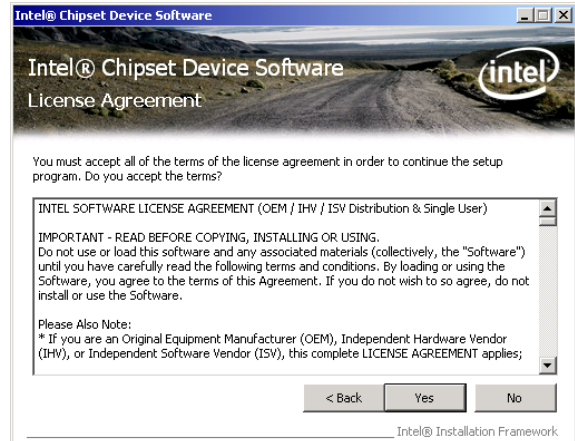 Intel® Chipset Device Software
Intel® Chipset Device Software
License Agreement
intel
You must accept all of the terms of the license agreement in order to continue the setup
program. Do you accept the terms?
INTEL SOFTWARE LICENSE AGREEMENT (OEM / IHV / ISV Distribution & Single User)
IMPORTANT - READ BEFORE COPYING, INSTALLING OR USING.
Do not use or load this software and any associated materials (collectively, the "Software")
until you have carefully read the following terms and conditions. By loading or using the
Software, you agree to the terms of this Agreement. If you do not wish to so agree, do not
install or use the Software.
Please Also Note:
* If you are an Original Equipment Manufacturer (OEM), Independent Hardware Vendor
(IHV), or Independent Software Vendor (ISV), this complete LICENSE AGREEMENT applies;
< Back Yes No
Intel® Installation Framework